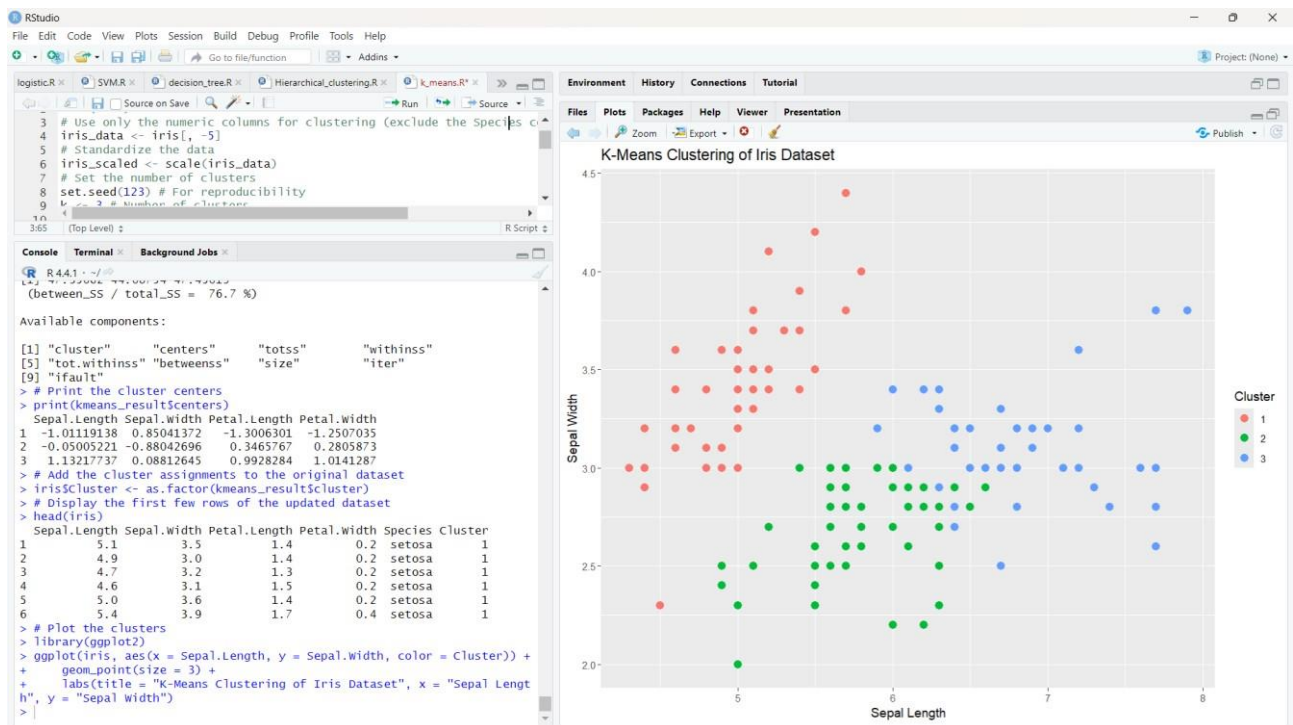 RStudio
File Edit Code View Plots Session Build Debug Profile Tools Help
Go to file/function Addins Project: (None)
logistic.R SVM.R decision_tree.R Hierarchical_clustering.R k_means.R*
Source on Save Run Source
3 # Use only the numeric columns for clustering (exclude the Species c
4 iris_data <- iris[, -5]
5 # Standardize the data
6 iris_scaled <- scale(iris_data)
7 # Set the number of clusters
8 set.seed(123) # For reproducibility
9 k <- 3 # Number of clusters
10
3:65 (Top Level) R Script
Console Terminal Background Jobs
R 4.4.1 · ~/
(between_SS / total_SS = 76.7 %)
Available components:
[1] "cluster" "centers" "totss" "withinss"
[5] "tot.withinss" "betweenss" "size" "iter"
[9] "ifault"
> # Print the cluster centers
> print(kmeans_result$centers)
Sepal.Length Sepal.Width Petal.Length Petal.Width
1 -1.01119138 0.85041372 -1.3006301 -1.2507035
2 -0.05005221 -0.88042696 0.3465767 0.2805873
3 1.13217737 0.08812645 0.9928284 1.0141287
> # Add the cluster assignments to the original dataset
> iris$Cluster <- as.factor(kmeans_result$cluster)
> # Display the first few rows of the updated dataset
> head(iris)
Sepal.Length Sepal.Width Petal.Length Petal.Width Species Cluster
1 5.1 3.5 1.4 0.2 setosa 1
2 4.9 3.0 1.4 0.2 setosa 1
3 4.7 3.2 1.3 0.2 setosa 1
4 4.6 3.1 1.5 0.2 setosa 1
5 5.0 3.6 1.4 0.2 setosa 1
6 5.4 3.9 1.7 0.4 setosa 1
> # Plot the clusters
> library(ggplot2)
> ggplot(iris, aes(x = Sepal.Length, y = Sepal.Width, color = Cluster)) +
+ geom_point(size = 3) +
+ labs(title = "K-Means Clustering of Iris Dataset", x = "Sepal Lengt
h", y = "Sepal Width")
>
Environment History Connections Tutorial
Files Plots Packages Help Viewer Presentation
Zoom Export Publish
K-Means Clustering of Iris Dataset
4.5
4.0
3.5
3.0
2.5
2.0
Sepal Width
5 6 7 8
Sepal Length
Cluster
1
2
3